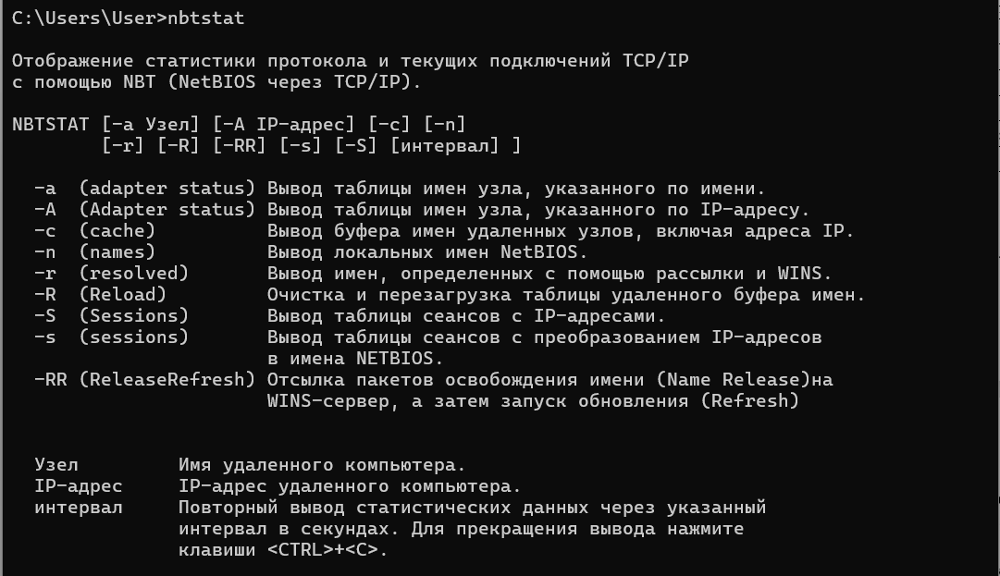 C:\Users\User>nbtstat
Отображение статистики протокола и текущих подключений TCP/IP
с помощью NBT (NetBIOS через TCP/IP).
NBTSTAT [-a Узел] [-A IP-адрес] [-c] [-n]
        [-r] [-R] [-RR] [-s] [-S] [интервал] ]
  -a  (adapter status) Вывод таблицы имен узла, указанного по имени.
  -A  (Adapter status) Вывод таблицы имен узла, указанного по IP-адресу.
  -c  (cache)          Вывод буфера имен удаленных узлов, включая адреса IP.
  -n  (names)          Вывод локальных имен NetBIOS.
  -r  (resolved)       Вывод имен, определенных с помощью рассылки и WINS.
  -R  (Reload)         Очистка и перезагрузка таблицы удаленного буфера имен.
  -S  (Sessions)       Вывод таблицы сеансов с IP-адресами.
  -s  (sessions)       Вывод таблицы сеансов с преобразованием IP-адресов
                       в имена NETBIOS.
  -RR (ReleaseRefresh) Отсылка пакетов освобождения имени (Name Release)на
                       WINS-сервер, а затем запуск обновления (Refresh)
  Узел         Имя удаленного компьютера.
  IP-адрес     IP-адрес удаленного компьютера.
  интервал     Повторный вывод статистических данных через указанный
               интервал в секундах. Для прекращения вывода нажмите
               клавиши <CTRL>+<C>.